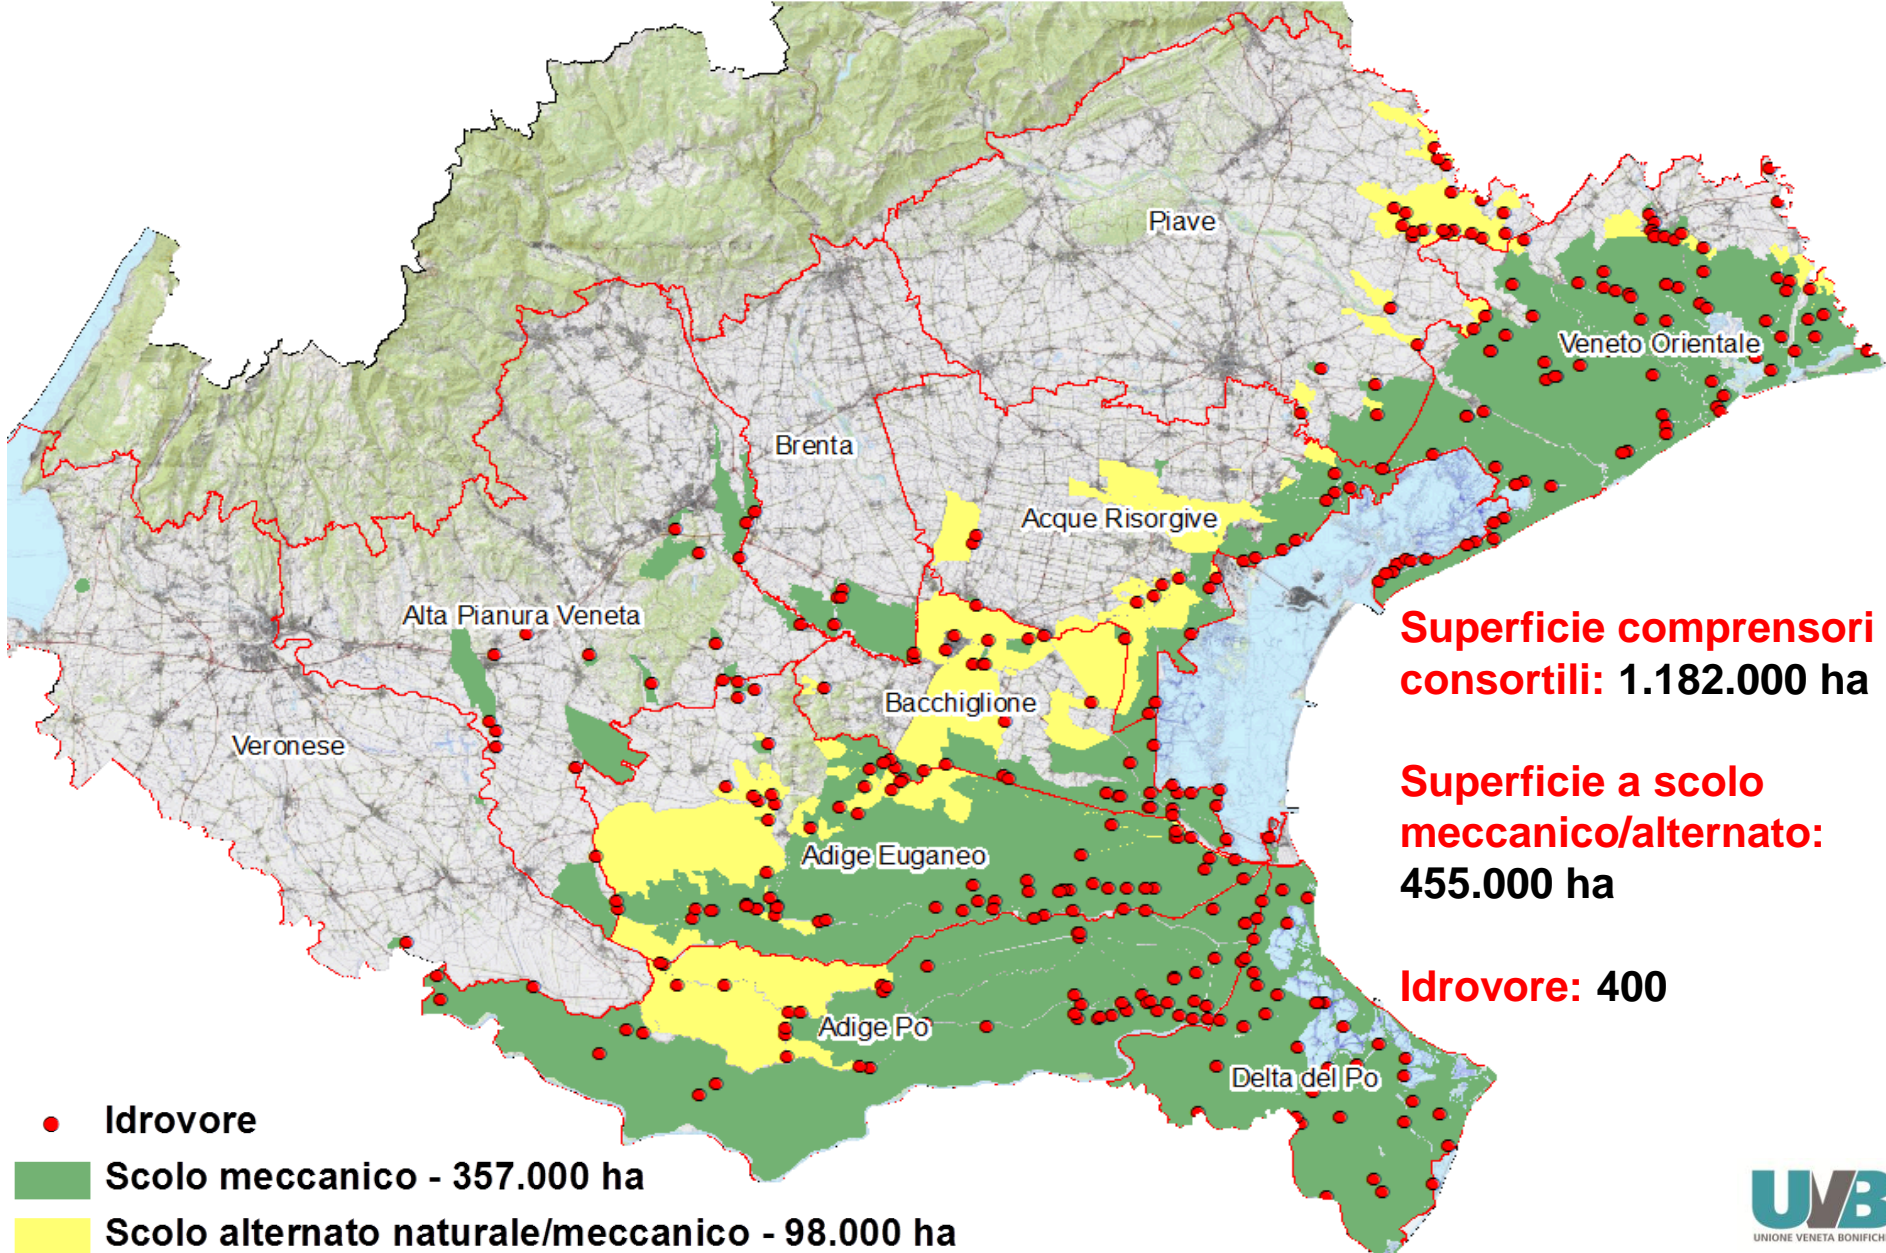 Piave
Veneto Orientale
Brenta
Acque Risorgive
Alta Pianura Veneta
Superficie comprensori
consortili: 1.182.000 ha
Bacchiglione
Veronese
Superficie a scolo
meccanico/alternato:
455.000 ha
Adige Euganeo
Idrovore: 400
Adige Po
Delta del Po
Idrovore
Scolo meccanico - 357.000 ha
Scolo alternato naturale/meccanico - 98.000 ha
UVB
UNIONE VENETA BONIFICHE